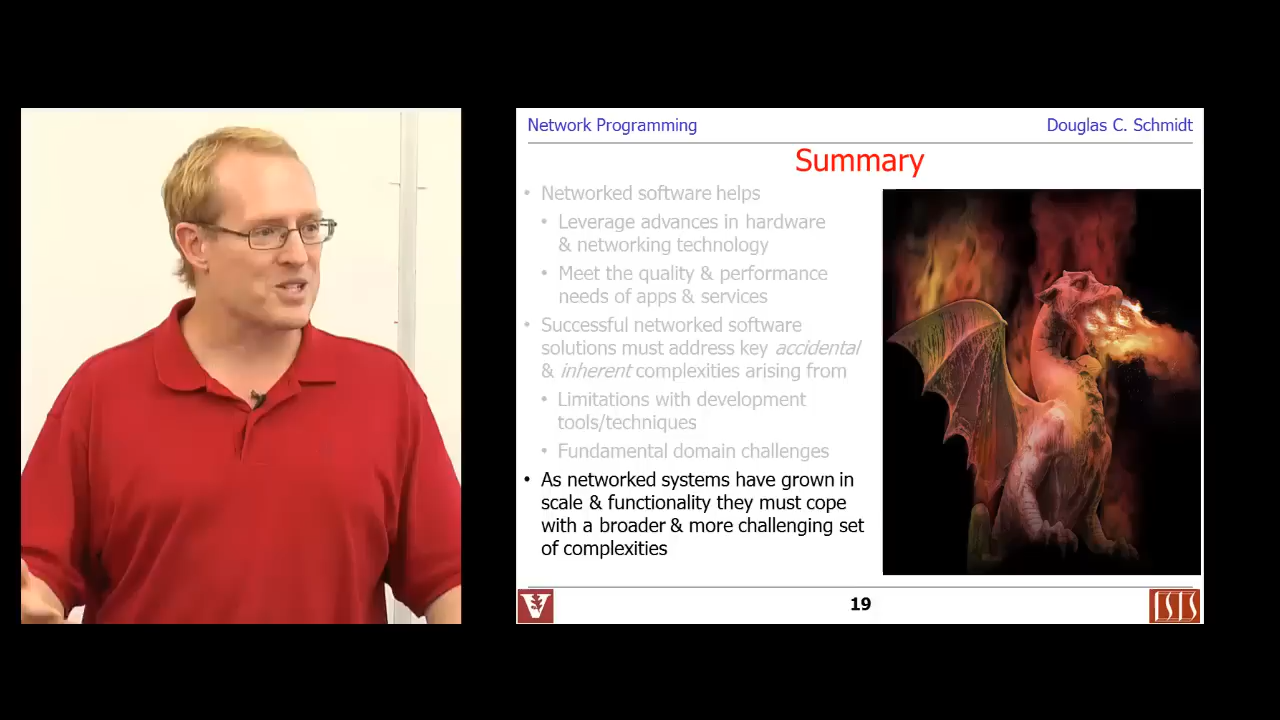 Network Programming
Douglas C. Schmidt
Summary
• Networked software helps
• Leverage advances in hardware
& networking technology
• Meet the quality & performance
needs of apps & services
• Successful networked software
solutions must address key accidental
& inherent complexities arising from
• Limitations with development
tools/techniques
• Fundamental domain challenges
• As networked systems have grown in
scale & functionality they must cope
with a broader & more challenging set
of complexities
V
19
ISIS